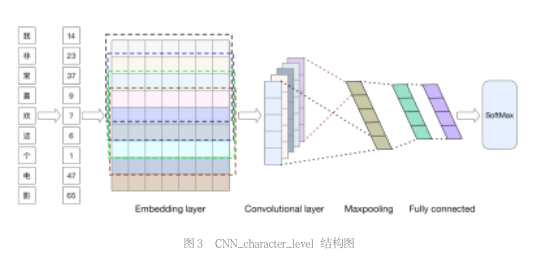 我 14
非 23
常 37
喜 9
欢 7
这 6
个 1
电 47
影 65
SoftMax
Embedding layer Convolutional layer Maxpooling Fully connected
图 3 CNN_character_level 结构图